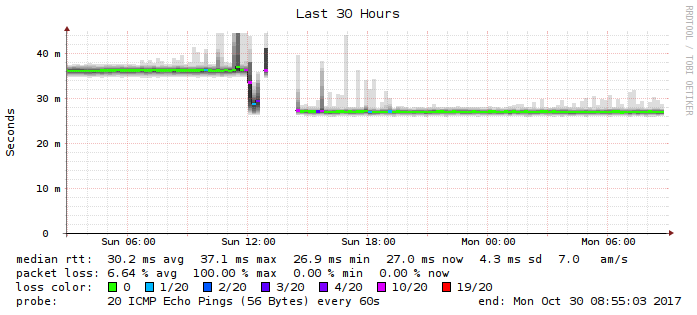 Last 30 Hours
RRDTOOL / TOBI OETIKER
Seconds
40 m
30 m
20 m
10 m
0
Sun 06:00 Sun 12:00 Sun 18:00 Mon 00:00 Mon 06:00
median rtt: 30.2 ms avg 37.1 ms max 26.9 ms min 27.0 ms now 4.3 ms sd 7.0 am/s
packet loss: 6.64 % avg 100.00 % max 0.00 % min 0.00 % now
loss color: 0 1/20 2/20 3/20 4/20 10/20 19/20
probe: 20 ICMP Echo Pings (56 Bytes) every 60s end: Mon Oct 30 08:55:03 2017